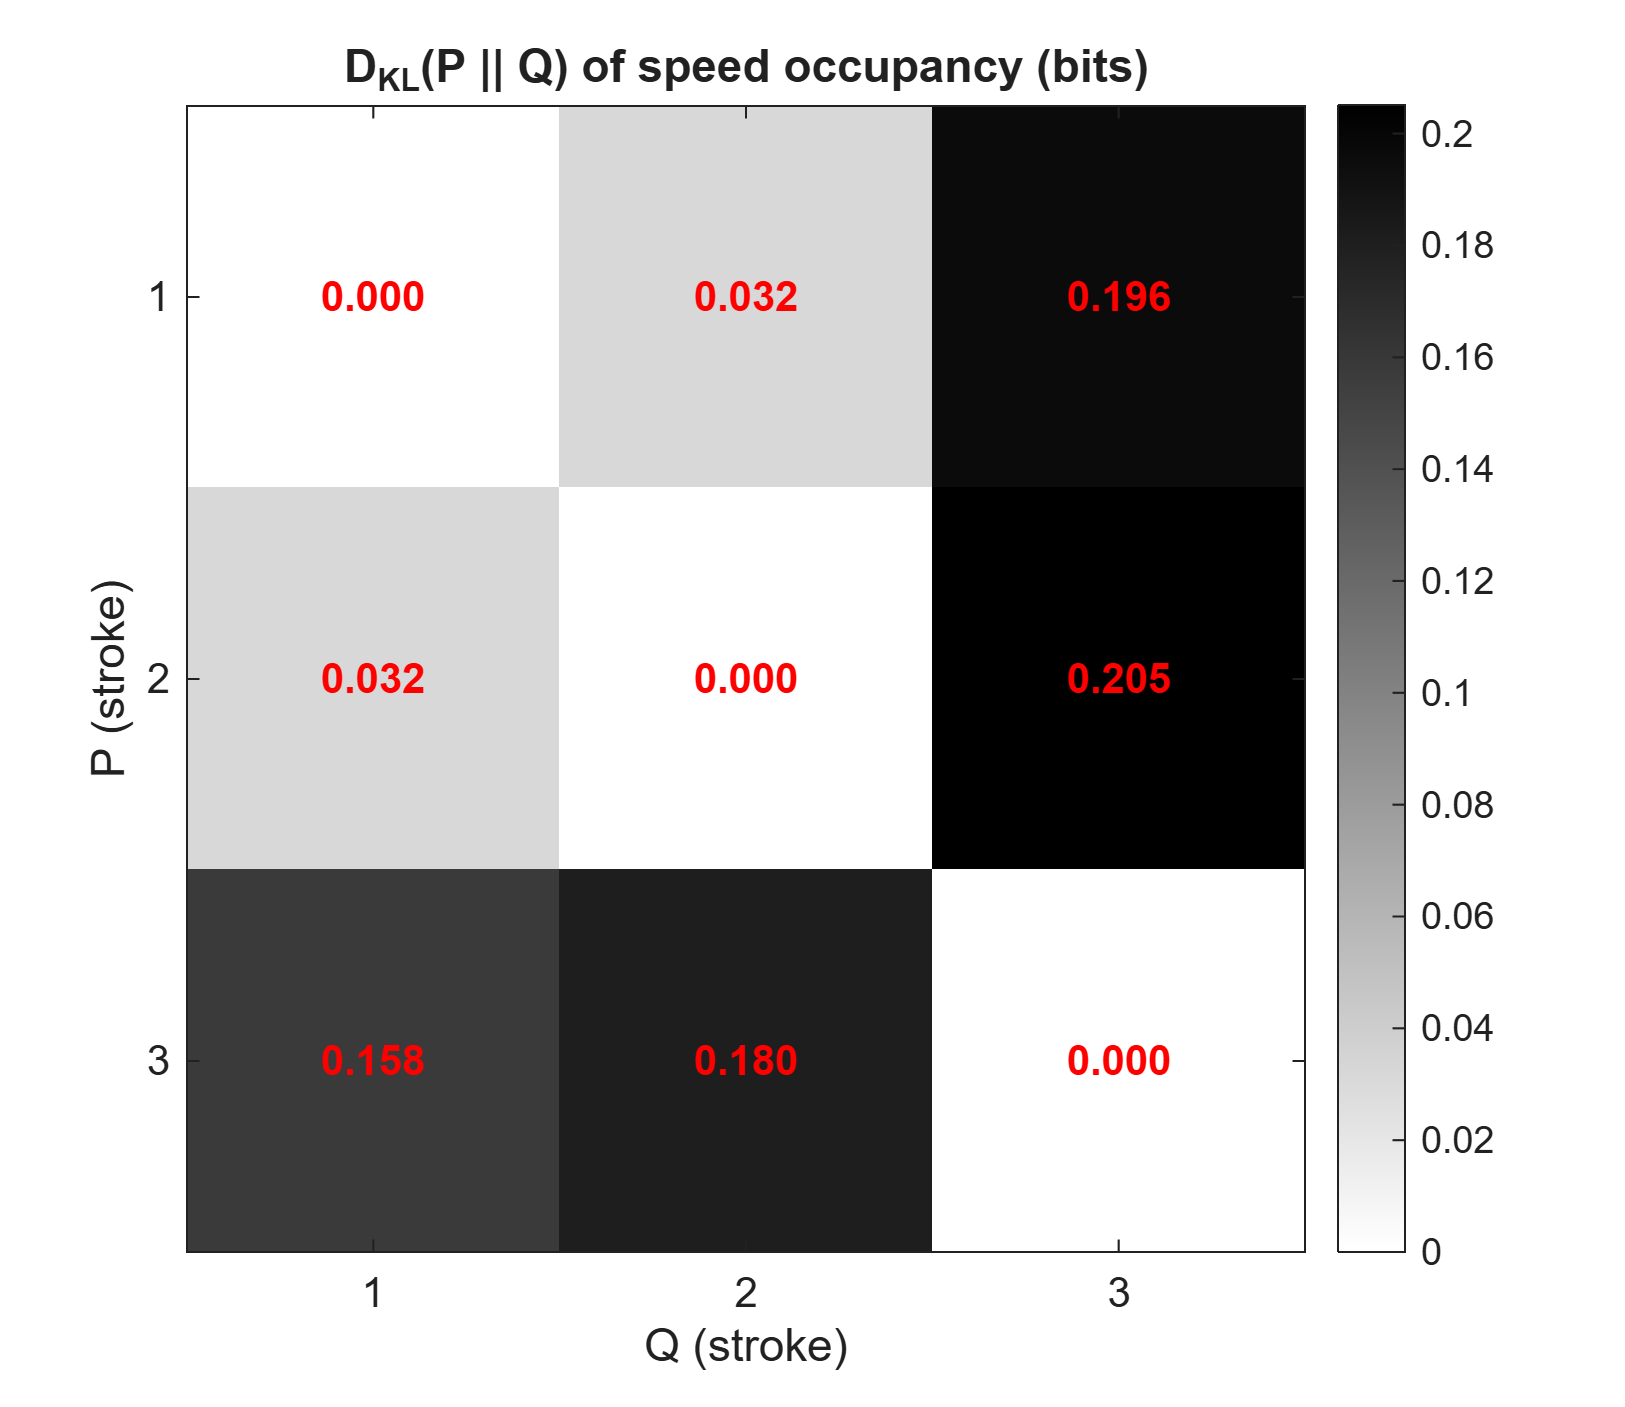 D_KL(P || Q) of speed occupancy (bits)
0.2
0.18
0.16
0.14
0.12
0.1
0.08
0.06
0.04
0.02
0
P (stroke)
1 0.000 0.032 0.196
2 0.032 0.000 0.205
3 0.158 0.180 0.000
1 2 3
Q (stroke)